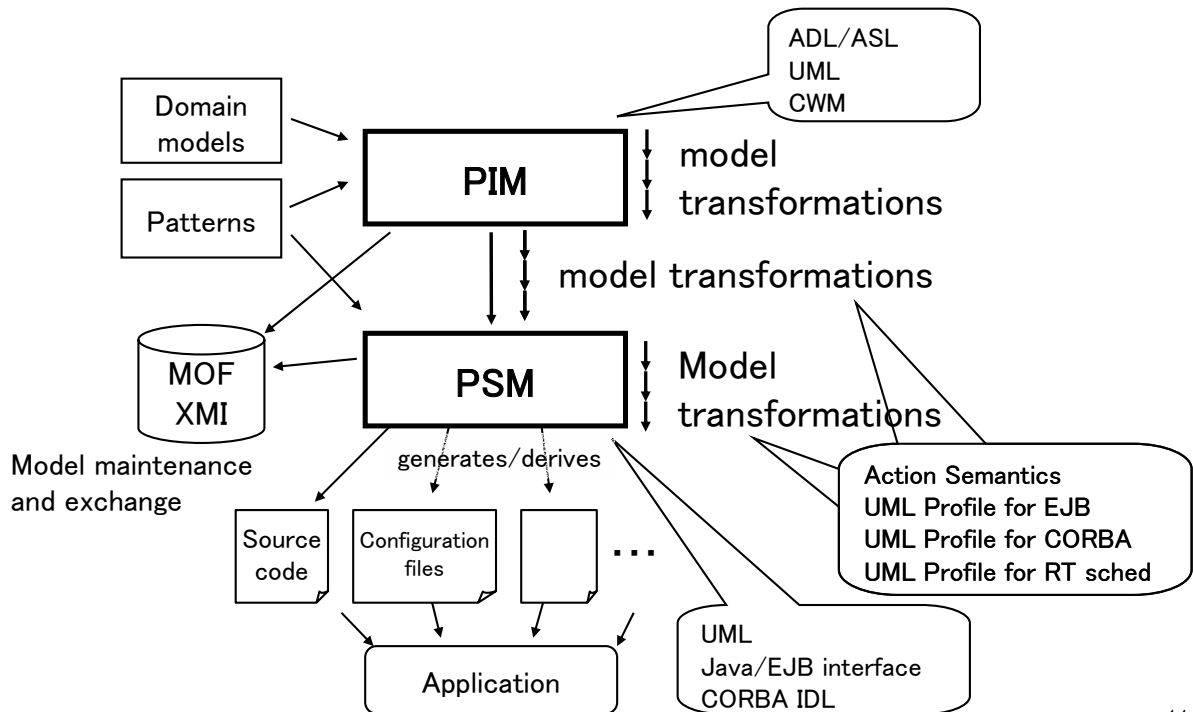 ADL/ASL
UML
CWM
Domain
models
PIM
model
transformations
Patterns
model transformations
MOF
XMI
PSM
Model
transformations
Model maintenance
and exchange
generates/derives
Action Semantics
UML Profile for EJB
UML Profile for CORBA
UML Profile for RT sched
Source
code
Configuration
files
...
UML
Java/EJB interface
CORBA IDL
Application